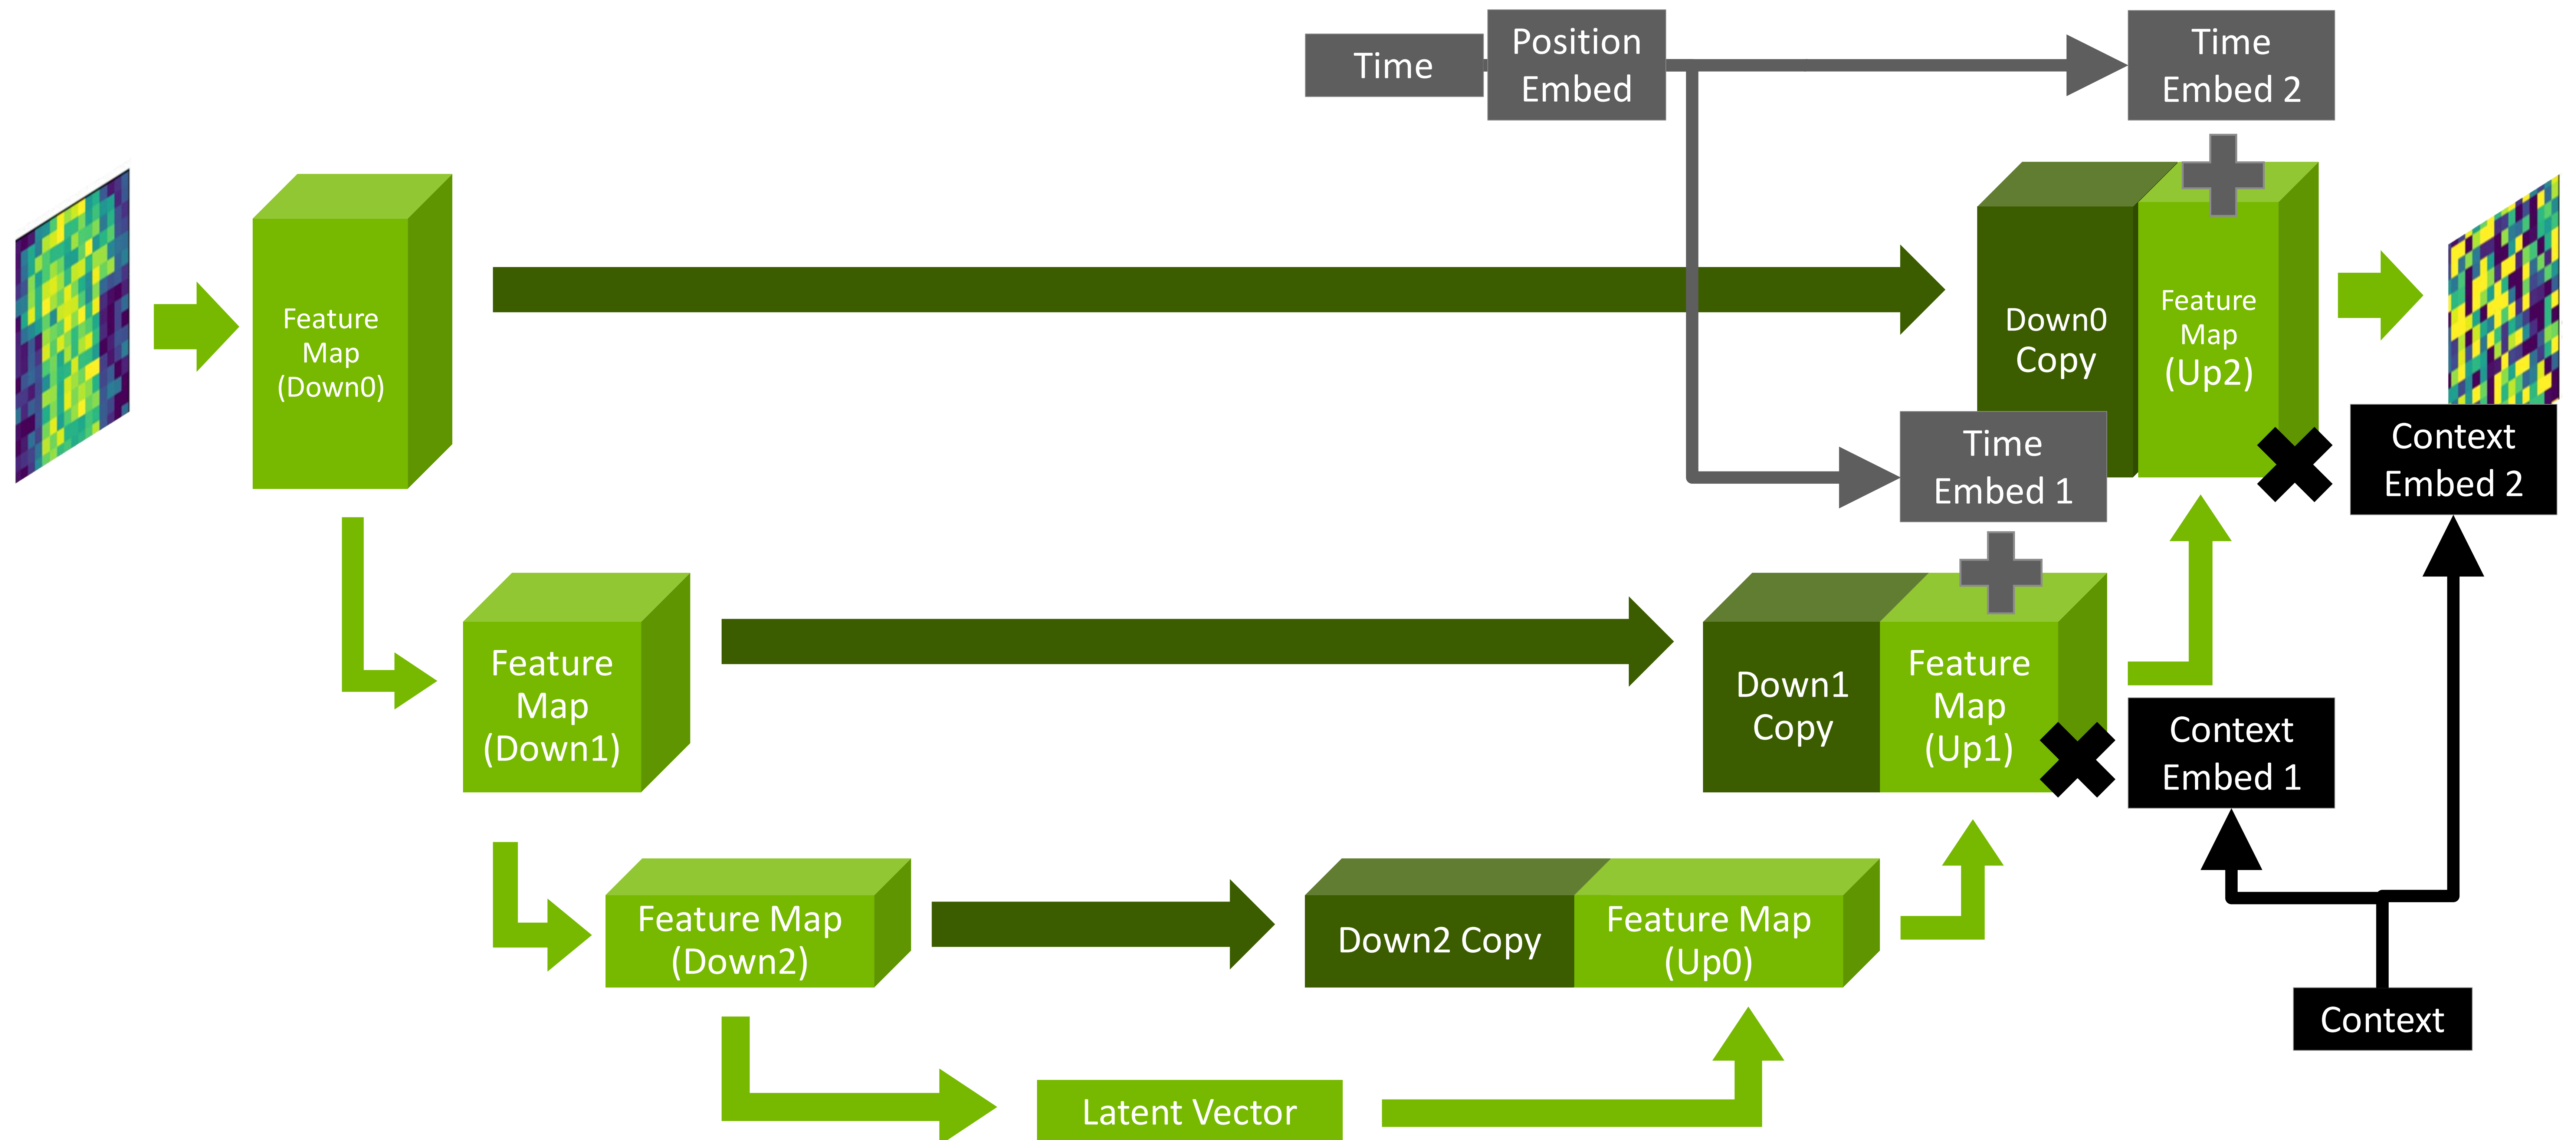 Time
Position
Embed
Time
Embed 2
Feature
Map
(Down0)
Down0
Copy
Feature
Map
(Up2)
Time
Embed 1
Context
Embed 2
Feature
Map
(Down1)
Down1
Copy
Feature
Map
(Up1)
Context
Embed 1
Feature Map
(Down2)
Down2 Copy
Feature Map
(Up0)
Context
Latent Vector